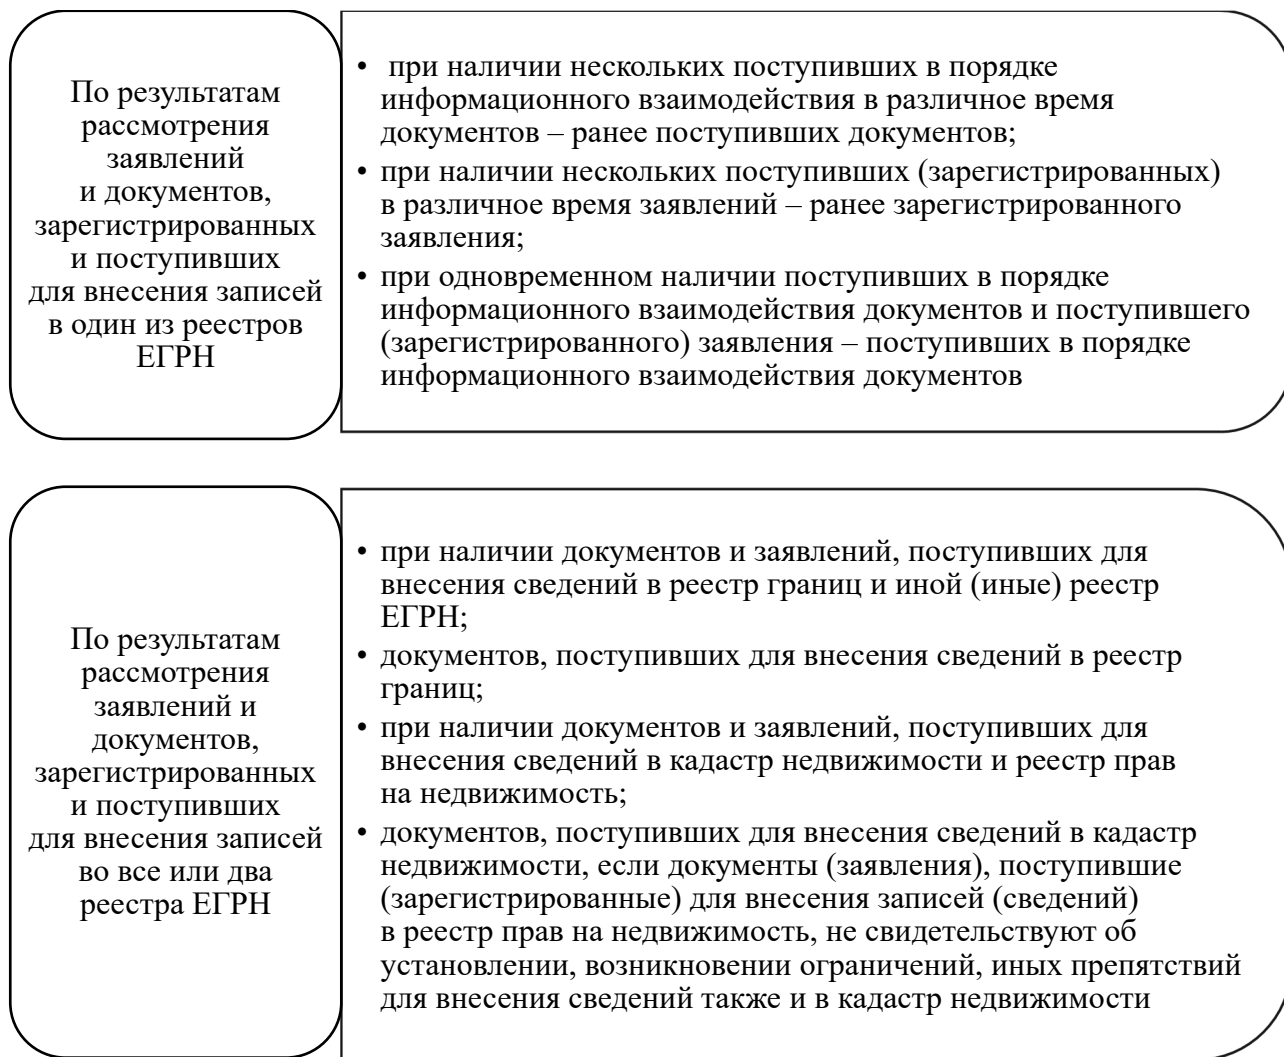 По результатам
рассмотрения
заявлений
и документов,
зарегистрированных
и поступивших
для внесения записей
в один из реестров
ЕГРН
• при наличии нескольких поступивших в порядке
информационного взаимодействия в различное время
документов – ранее поступивших документов;
• при наличии нескольких поступивших (зарегистрированных)
в различное время заявлений – ранее зарегистрированного
заявления;
• при одновременном наличии поступивших в порядке
информационного взаимодействия документов и поступившего
(зарегистрированного) заявления – поступивших в порядке
информационного взаимодействия документов
По результатам
рассмотрения
заявлений и
документов,
зарегистрированных
и поступивших
для внесения записей
во все или два
реестра ЕГРН
• при наличии документов и заявлений, поступивших для
внесения сведений в реестр границ и иной (иные) реестр
ЕГРН;
• документов, поступивших для внесения сведений в реестр
границ;
• при наличии документов и заявлений, поступивших для
внесения сведений в кадастр недвижимости и реестр прав
на недвижимость;
• документов, поступивших для внесения сведений в кадастр
недвижимости, если документы (заявления), поступившие
(зарегистрированные) для внесения записей (сведений)
в реестр прав на недвижимость, не свидетельствуют об
установлении, возникновении ограничений, иных препятствий
для внесения сведений также и в кадастр недвижимости